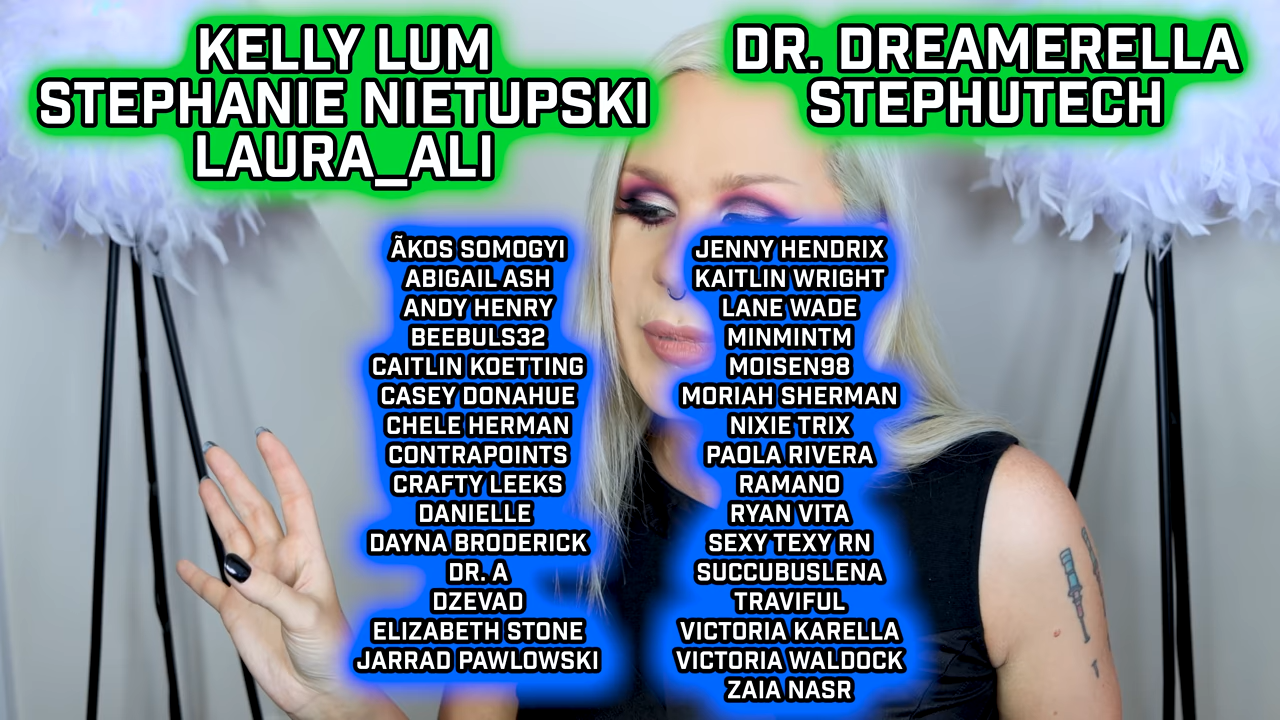 KELLY LUM
STEPHANIE NIETUPSKI
LAURA_ALI
DR. DREAMERELLA
STEPHUTECH
ÃKOS SOMOGYI
ABIGAIL ASH
ANDY HENRY
BEEBULS32
CAITLIN KOETTING
CASEY DONAHUE
CHELE HERMAN
CONTRAPOINTS
CRAFTY LEEKS
DANIELLE
DAYNA BRODERICK
DR. A
DZEVAD
ELIZABETH STONE
JARRAD PAWLOWSKI
JENNY HENDRIX
KAITLIN WRIGHT
LANE WADE
MINMINTM
MOISEN98
MORIAH SHERMAN
NIXIE TRIX
PAOLA RIVERA
RAMANO
RYAN VITA
SEXY TEXY RN
SUCCUBUSLENA
TRAVIFUL
VICTORIA KARELLA
VICTORIA WALDOCK
ZAIA NASR